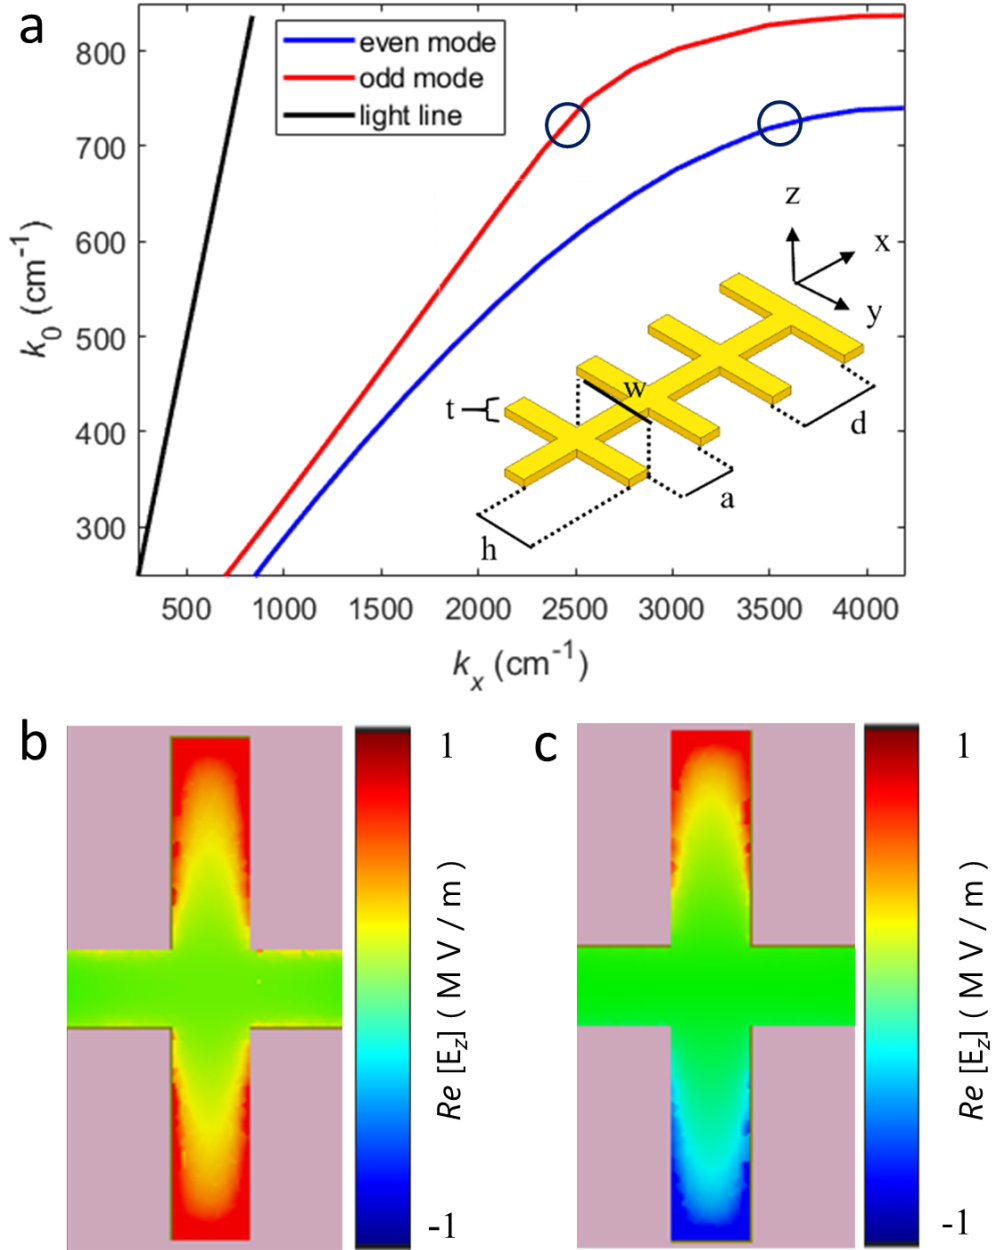 a
even mode
odd mode
light line
800
700
600
500
400
300
k0 (cm-1)
500 1000 1500 2000 2500 3000 3500 4000
kx (cm-1)
z
x
y
w
t
d
a
h
b
1
Re [Ez] ( M V / m )
-1
c
1
Re [Ez] ( M V / m )
-1